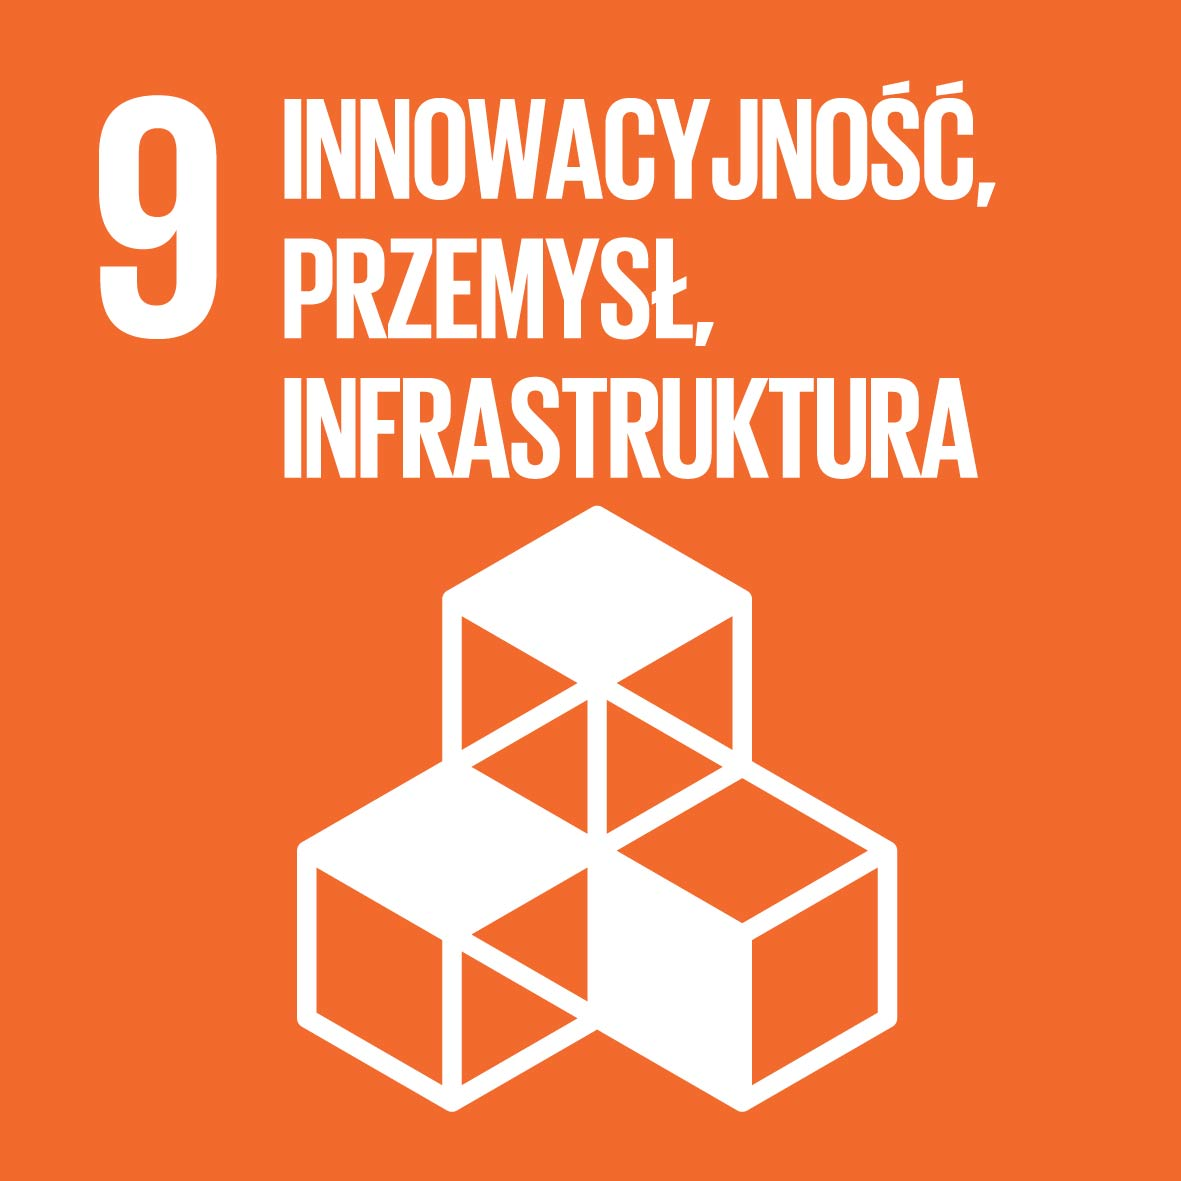 9
INNOWACYJNOŚĆ,
PRZEMYSŁ,
INFRASTRUKTURA